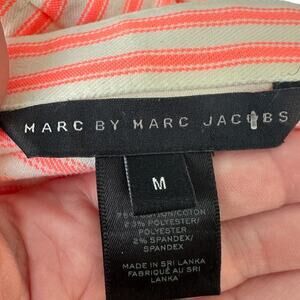 MARC BY MARC JACOBS
M
COTTON/COTON
23% POLYESTER/
POLYESTER
2% SPANDEX/
SPANDEX
MADE IN SRI LANKA
FABRIQUÉ AU SRI
LANKA